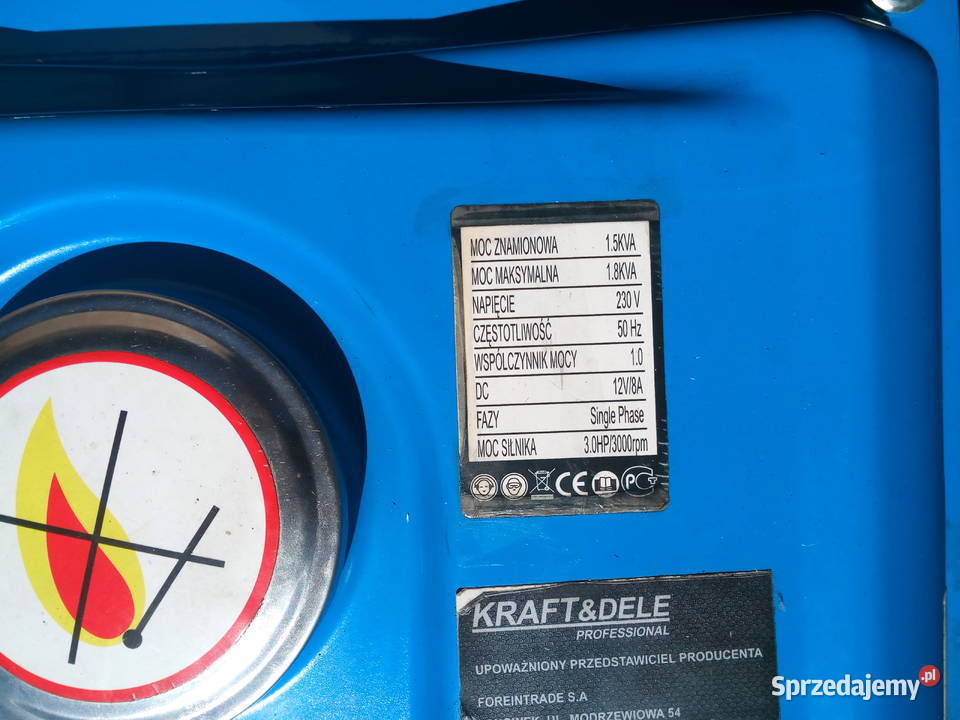 MOC ZNAMIONOWA 1.5KVA
MOC MAKSYMALNA 1.8KVA
NAPIĘCIE 230 V
CZĘSTOTLIWOŚĆ 50 Hz
WSPÓŁCZYNNIK MOCY 1.0
DC 12V/8A
FAZY Single Phase
MOC SIŁNIKA 3.0HP/3000rpm
CE
KRAFT&DELE
PROFESSIONAL
UPOWAŻNIONY PRZEDSTAWICIEL PRODUCENTA
FOREINTRADE S.A
UL. MODRZEWIOWA 54
Sprzedajemy.pl